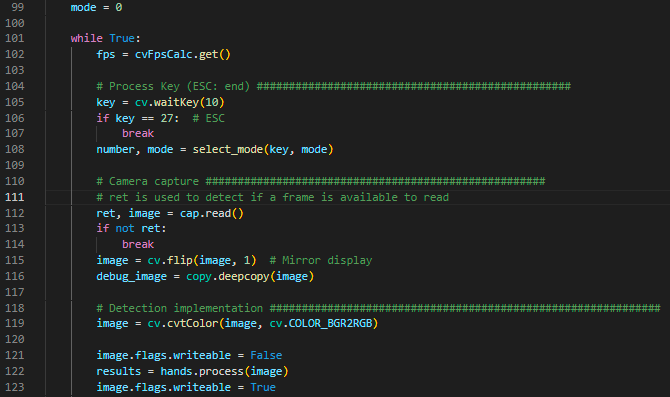 99 mode = 0
100
101 while True:
102 fps = cvFpsCalc.get()
103
104 # Process Key (ESC: end) #################################################
105 key = cv.waitKey(10)
106 if key == 27:  # ESC
107 break
108 number, mode = select_mode(key, mode)
109
110 # Camera capture #####################################################
111 # ret is used to detect if a frame is available to read
112 ret, image = cap.read()
113 if not ret:
114 break
115 image = cv.flip(image, 1)  # Mirror display
116 debug_image = copy.deepcopy(image)
117
118 # Detection implementation #############################################################
119 image = cv.cvtColor(image, cv.COLOR_BGR2RGB)
120
121 image.flags.writeable = False
122 results = hands.process(image)
123 image.flags.writeable = True